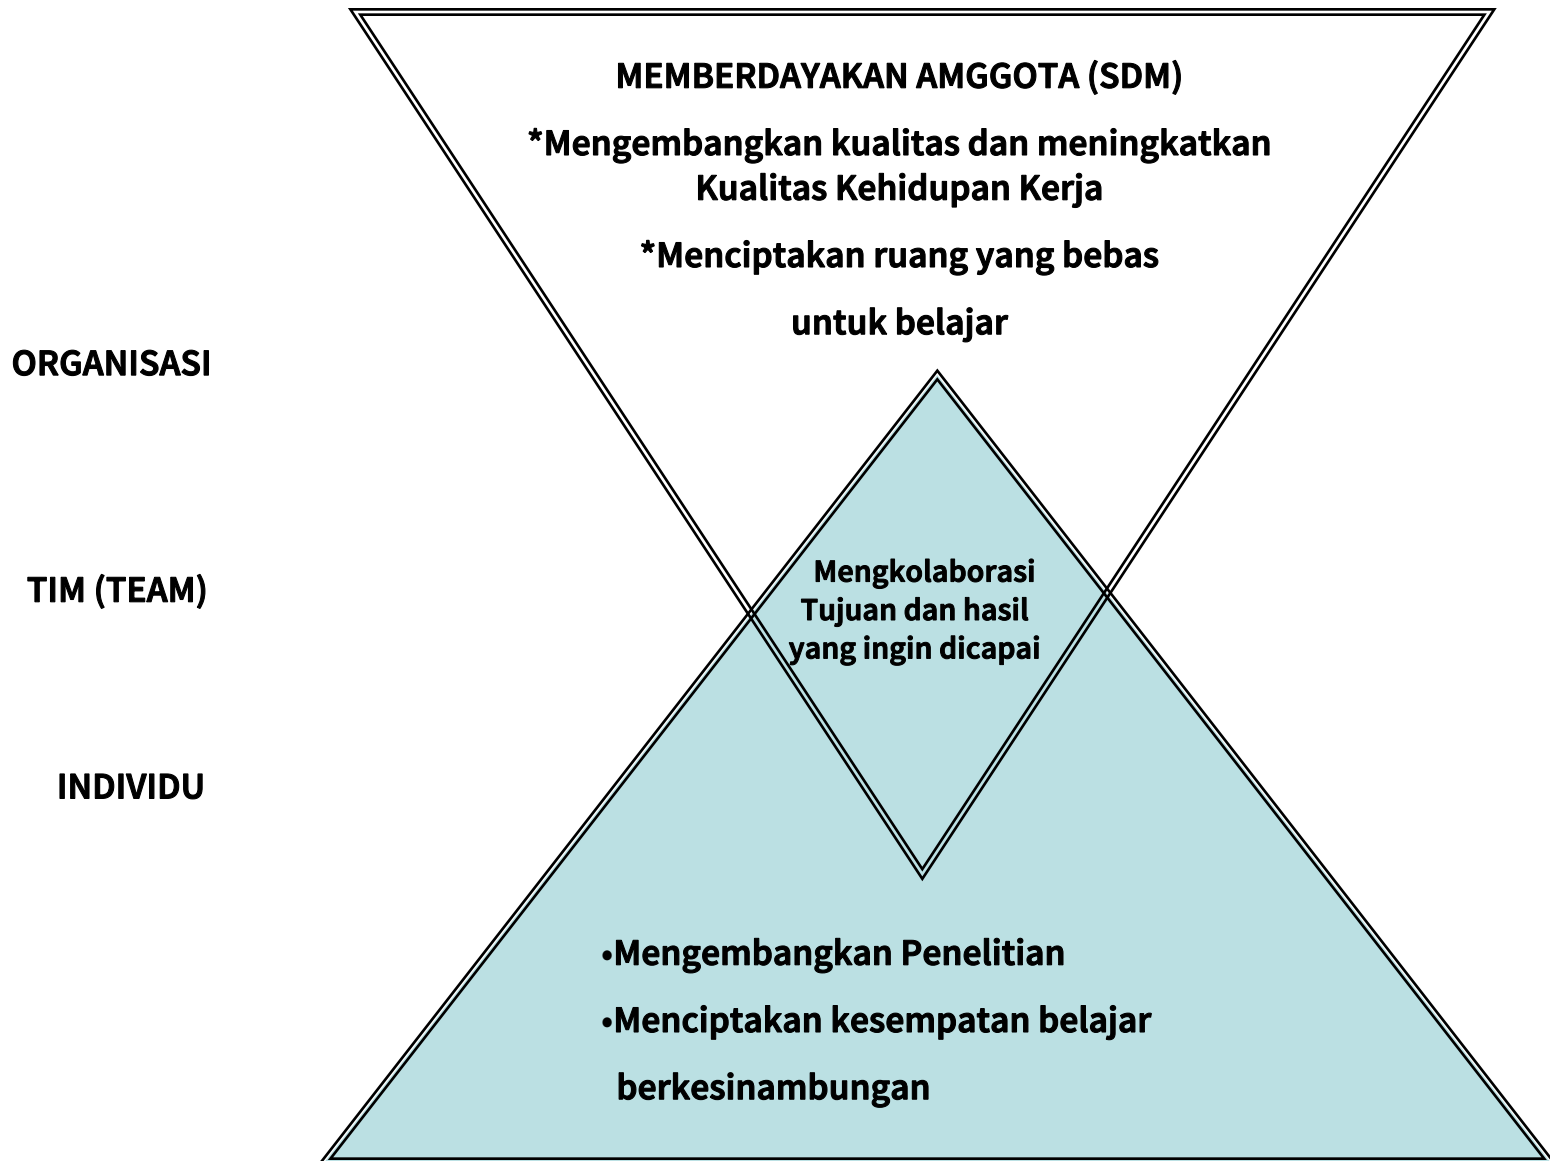 MEMBERDAYAKAN AMGGOTA (SDM)
*Mengembangkan kualitas dan meningkatkan
Kualitas Kehidupan Kerja
*Menciptakan ruang yang bebas
untuk belajar
ORGANISASI
Mengkolaborasi
TIM (TEAM)
Tujuan dan hasil
yang ingin dicapai
INDIVIDU
•Mengembangkan Penelitian
•Menciptakan kesempatan belajar
berkesinambungan